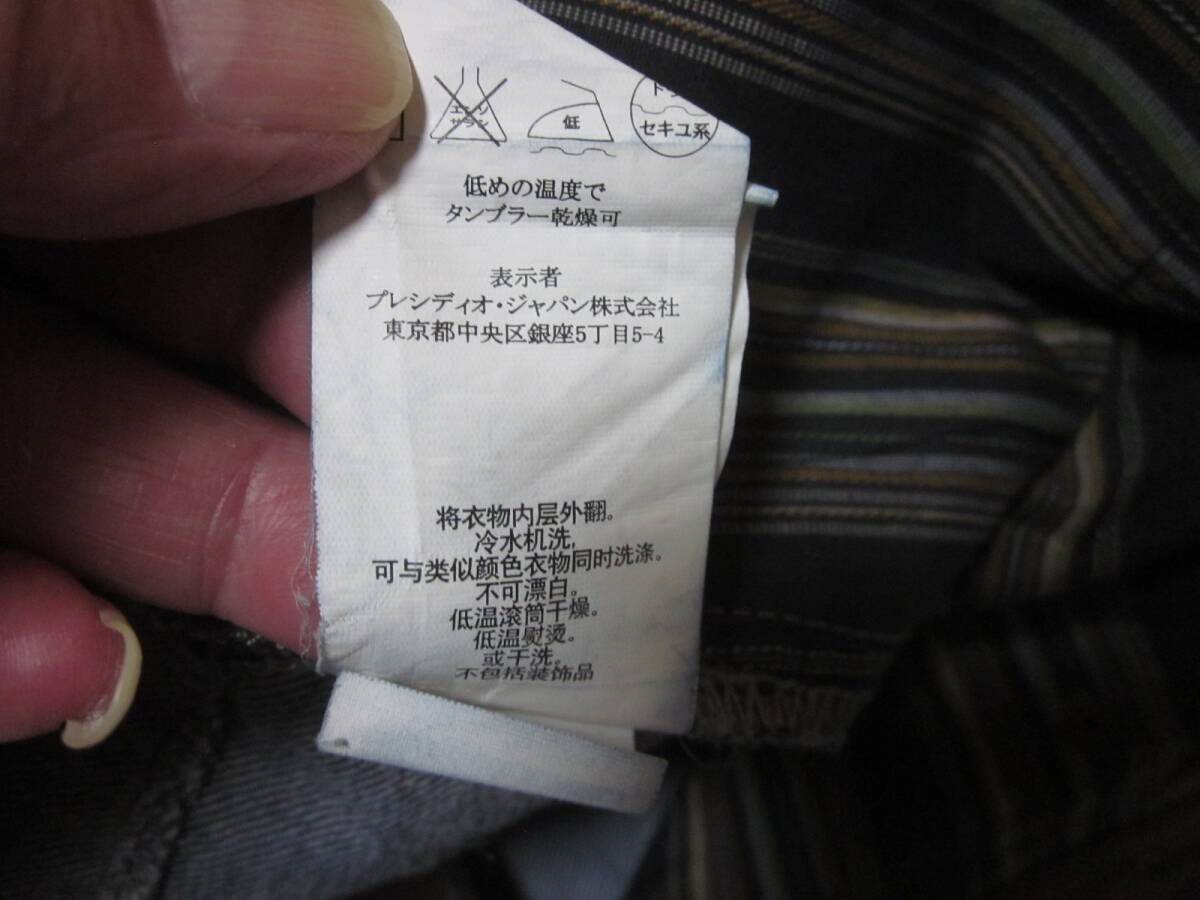 エンソ
サラシ
低
セキユ系
低めの温度で
タンブラー乾燥可
表示者
プレシディオ・ジャパン株式会社
東京都中央区銀座5丁目5-4
将衣物内层外翻。
冷水机洗,
可与类似颜色衣物同时洗涤。
不可漂白。
低温滚筒干燥。
低温熨烫。
或干洗。
不包括装饰品